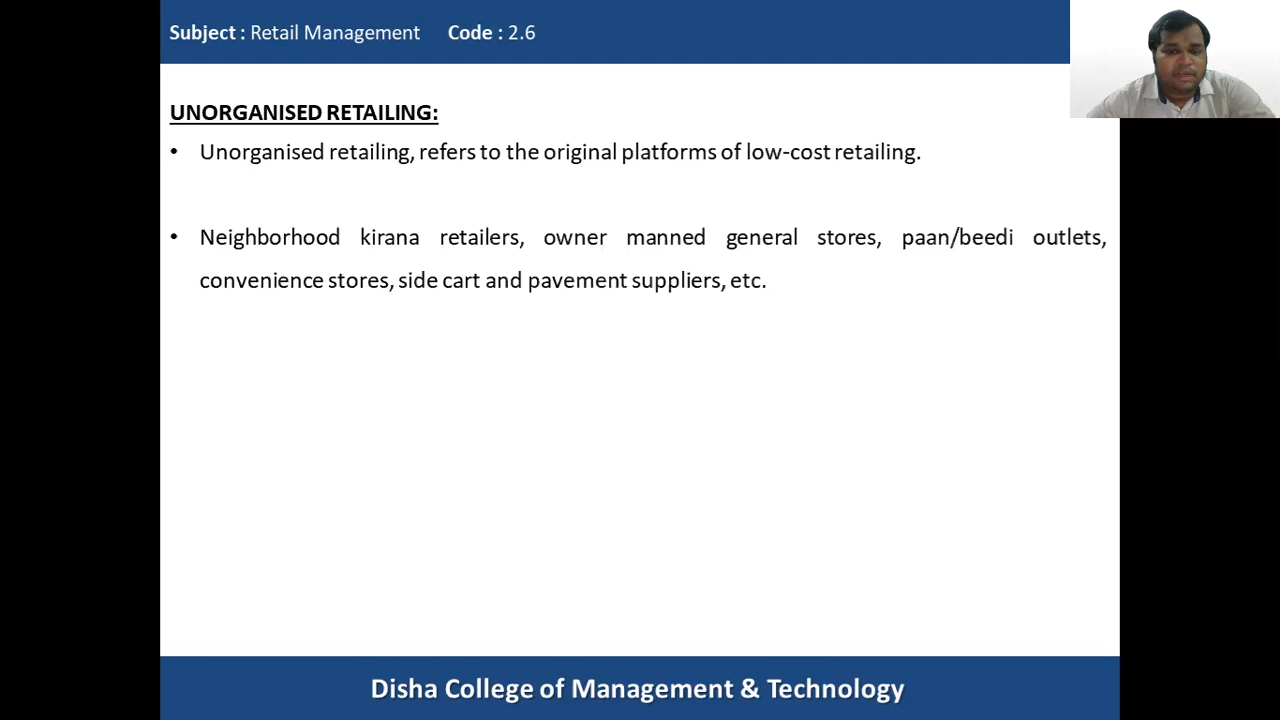 Subject : Retail Management Code : 2.6
UNORGANISED RETAILING:
• Unorganised retailing, refers to the original platforms of low-cost retailing.
• Neighborhood kirana retailers, owner manned general stores, paan/beedi outlets,
convenience stores, side cart and pavement suppliers, etc.
Disha College of Management & Technology